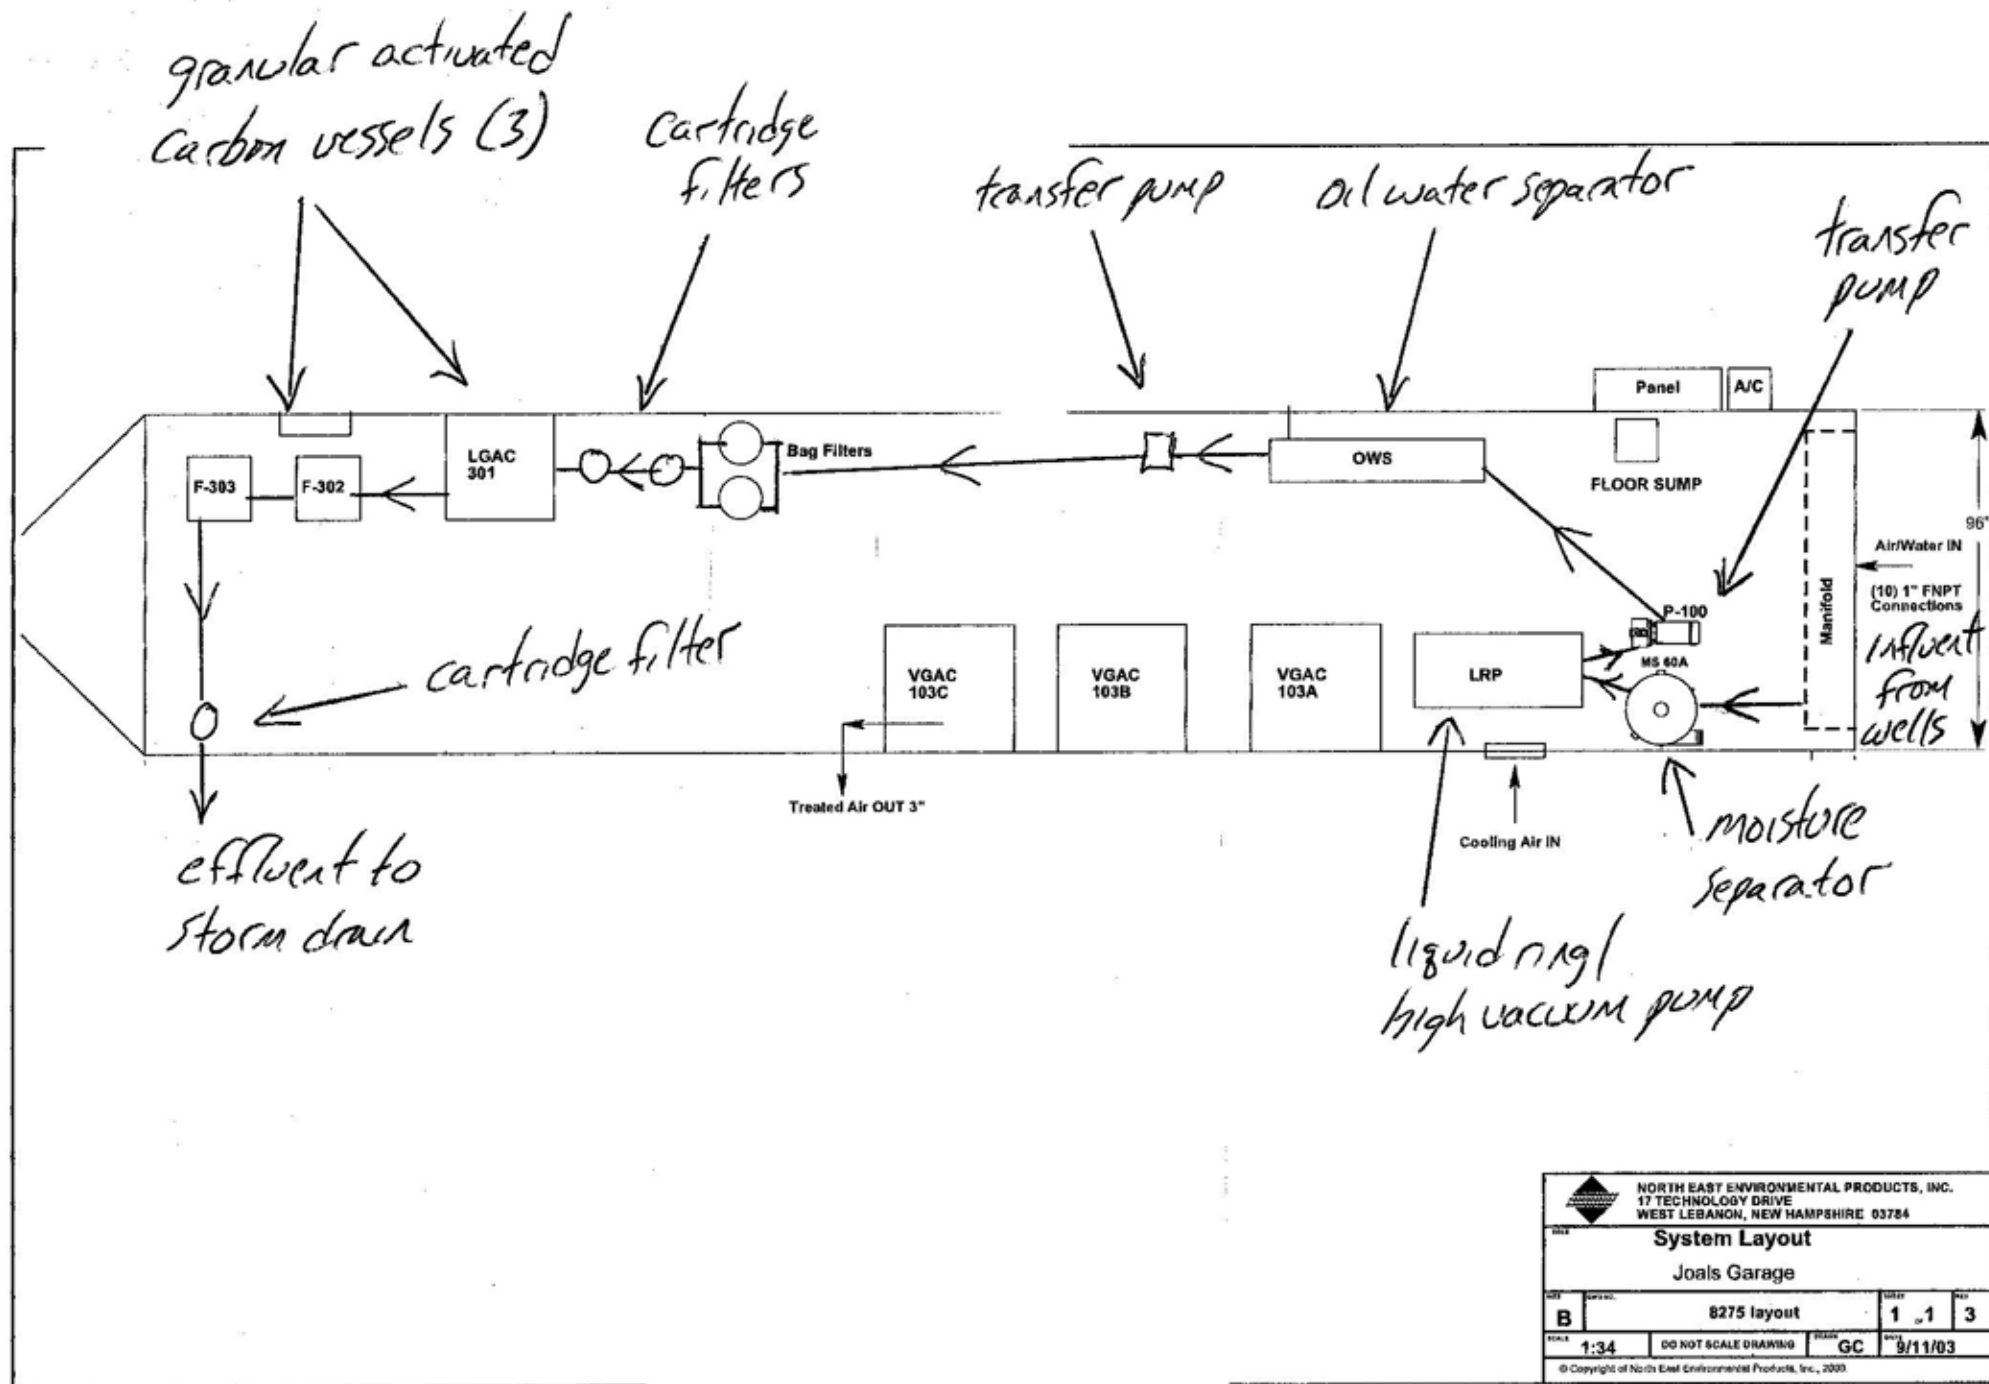 granular activated
carbon vessels (3)
cartridge
filters
transfer pump
oil water separator
transfer
pump
Panel
A/C
LGAC
301
Bag Filters
OWS
F-303
F-302
FLOOR SUMP
96"
Air/Water IN
(10) 1" FNPT
Connections
Manifold
influent
from
wells
P-100
MS 60A
cartridge filter
VGAC
103C
VGAC
103B
VGAC
103A
LRP
Treated Air OUT 3"
Cooling Air IN
effluent to
storm drain
moisture
separator
liquid ring/
high vacuum pump
NORTH EAST ENVIRONMENTAL PRODUCTS, INC.
17 TECHNOLOGY DRIVE
WEST LEBANON, NEW HAMPSHIRE 03784
System Layout
Joals Garage
B
8275 layout
1 OF 1
3
SCALE
1:34
DO NOT SCALE DRAWING
GC
9/11/03
© Copyright of North East Environmental Products, Inc.,